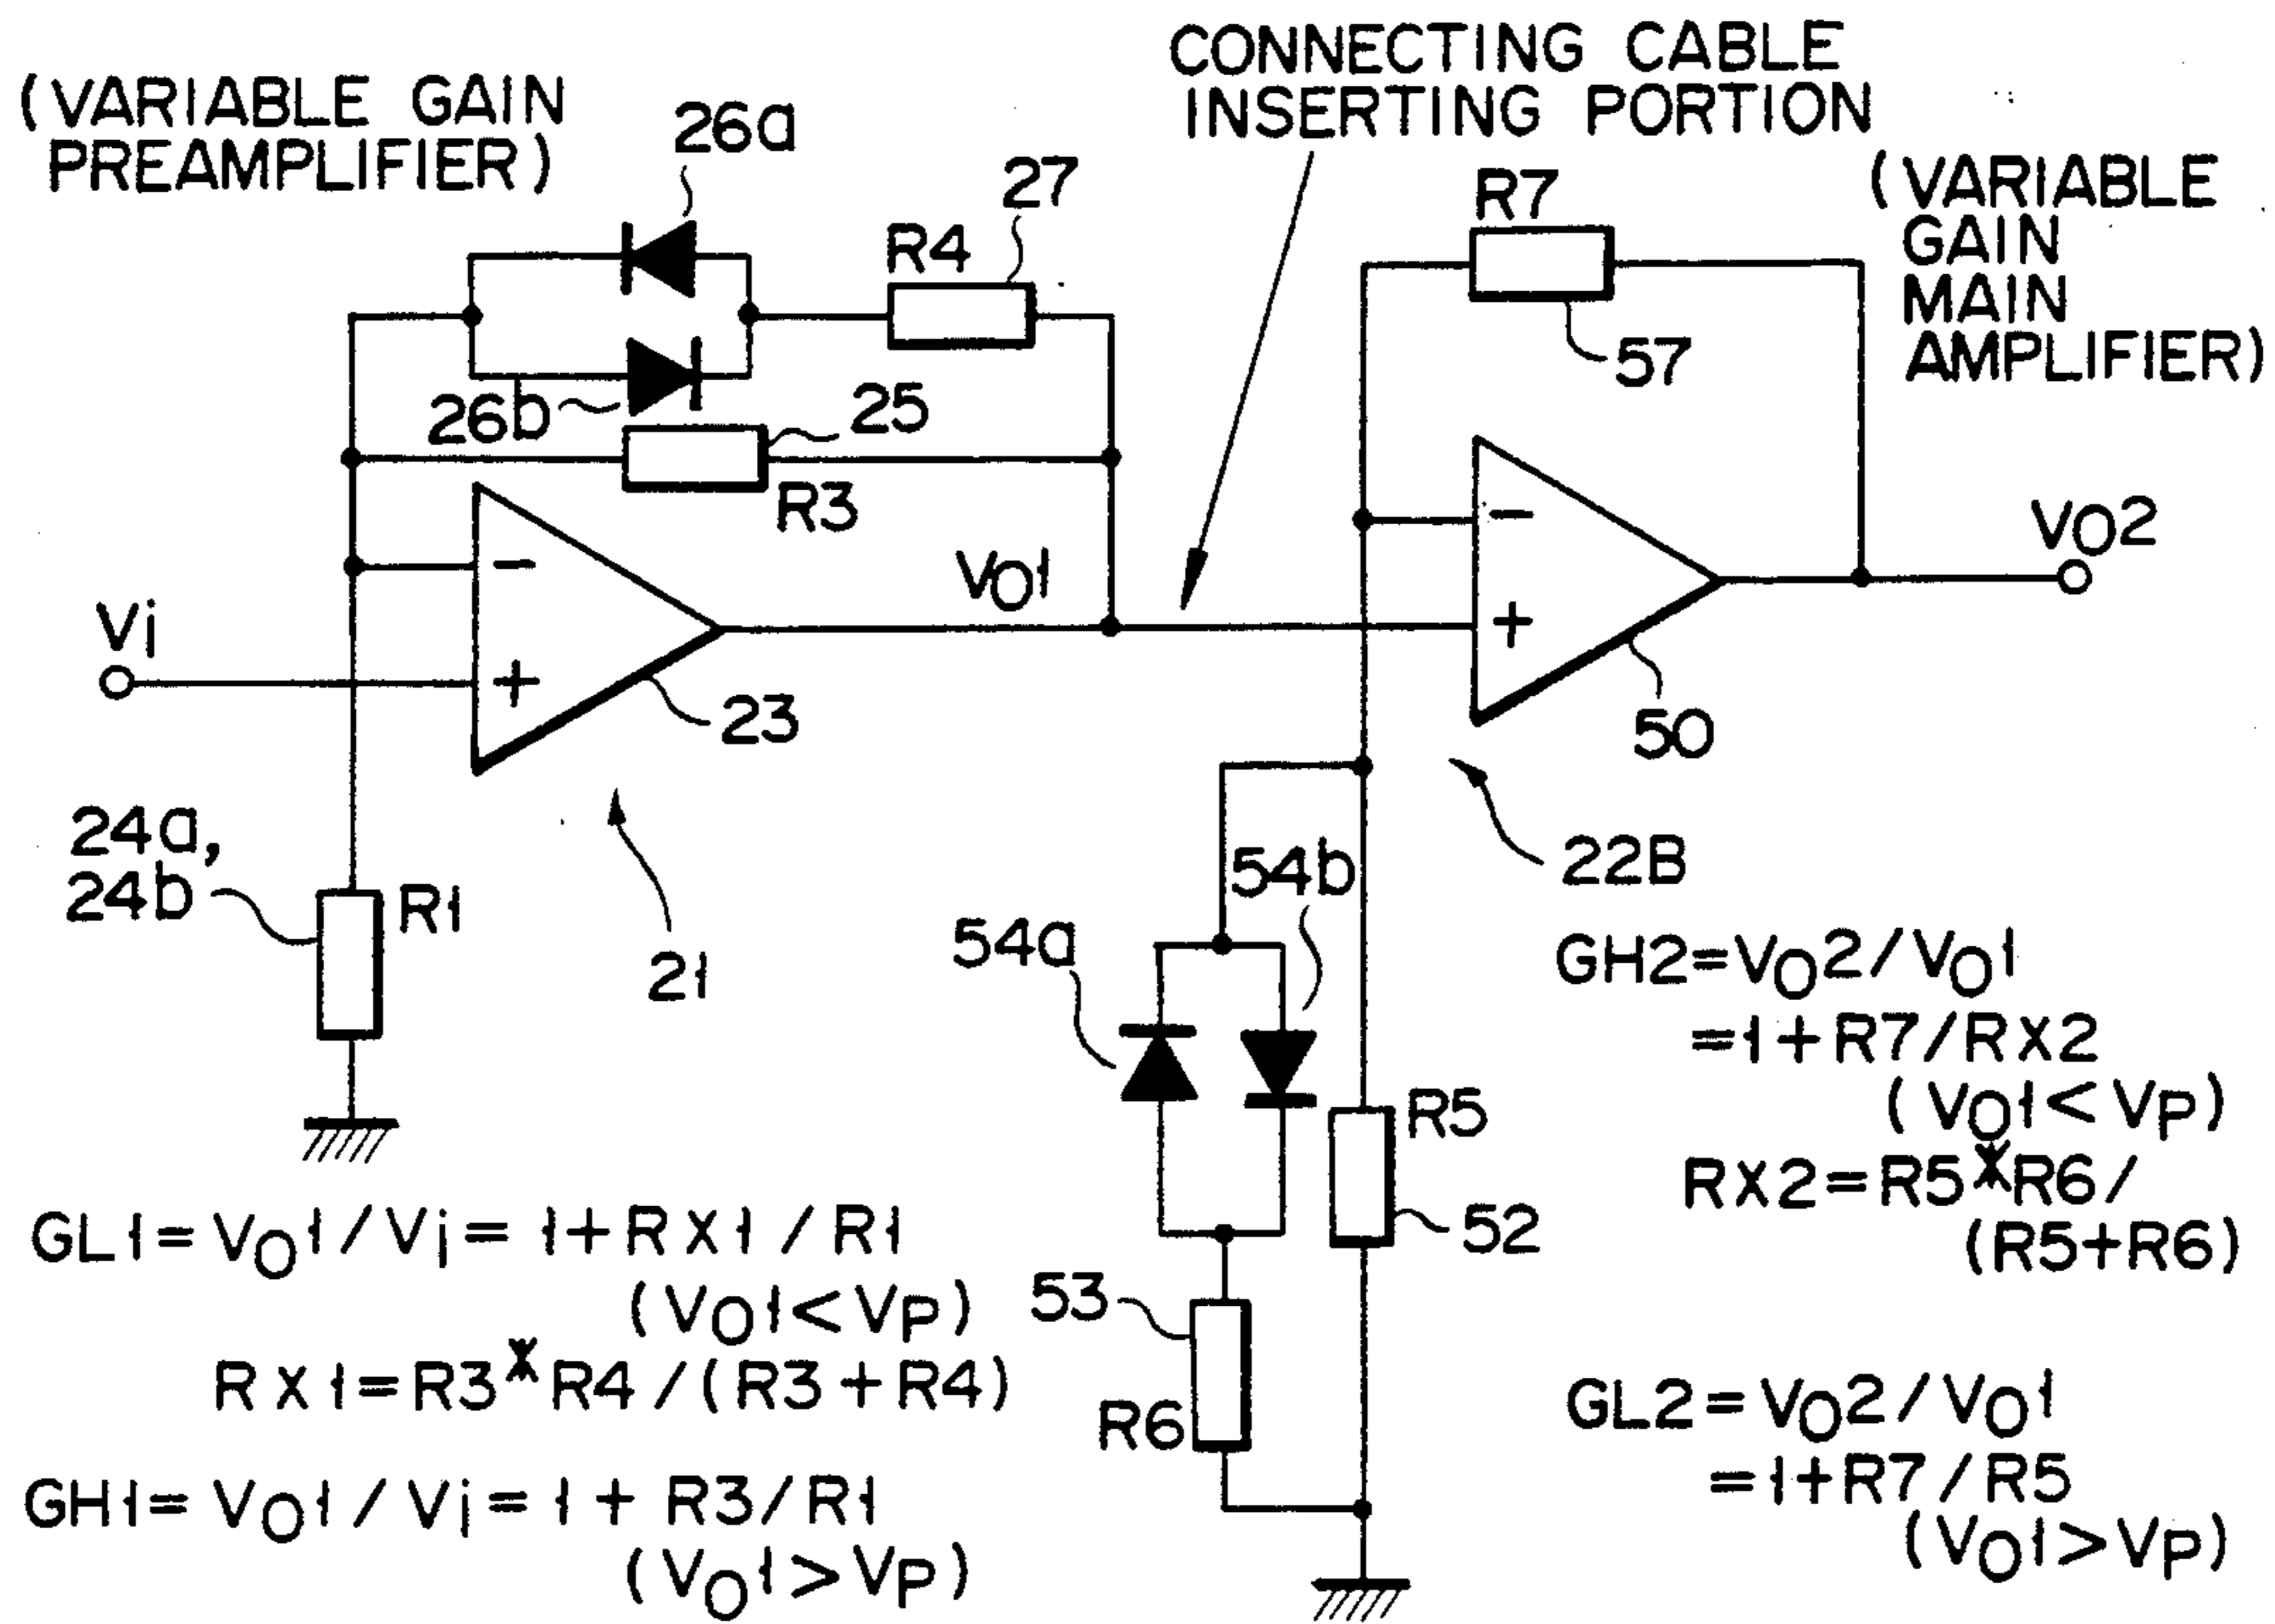 (VARIABLE GAIN
PREAMPLIFIER)
CONNECTING CABLE
INSERTING PORTION
(VARIABLE
GAIN
MAIN
AMPLIFIER)
26a
27
R4
R7
57
26b
25
R3
Vi
VO1
VO2
23
50
24a,
24b
R1
21
22B
54a
54b
R5
52
53
R6
GL1=VO1/Vi=1+RX1/R1
(VO1<VP)
RX1=R3*R4/(R3+R4)
GH1=VO1/Vi=1+R3/R1
(VO1>VP)
GH2=VO2/VO1
=1+R7/RX2
(VO1<VP)
RX2=R5*R6/
(R5+R6)
GL2=VO2/VO1
=1+R7/R5
(VO1>VP)